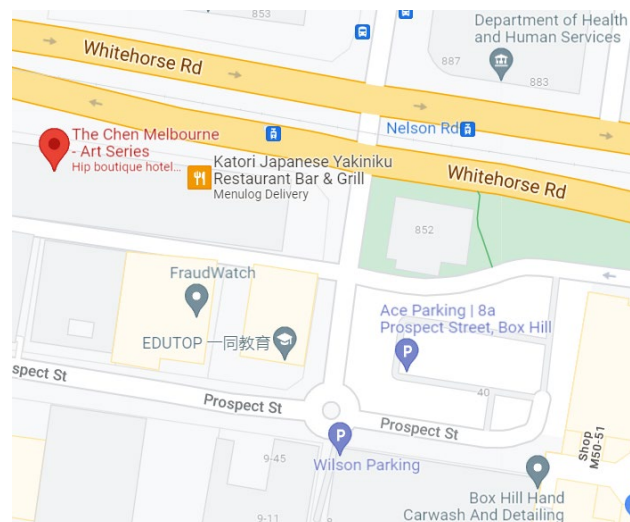 853
Department of Health
and Human Services
887
883
Whitehorse Rd
Nelson Rd
The Chen Melbourne
- Art Series
Hip boutique hotel...
Katori Japanese Yakiniku
Restaurant Bar & Grill
Menulog Delivery
Whitehorse Rd
852
FraudWatch
EDUTOP 一同教育
Ace Parking | 8a
Prospect Street, Box Hill
P
40
spect St
Prospect St
Prospect St
P
Wilson Parking
Shop
M50-51
9-45
9-11
Box Hill Hand
Carwash And Detailing